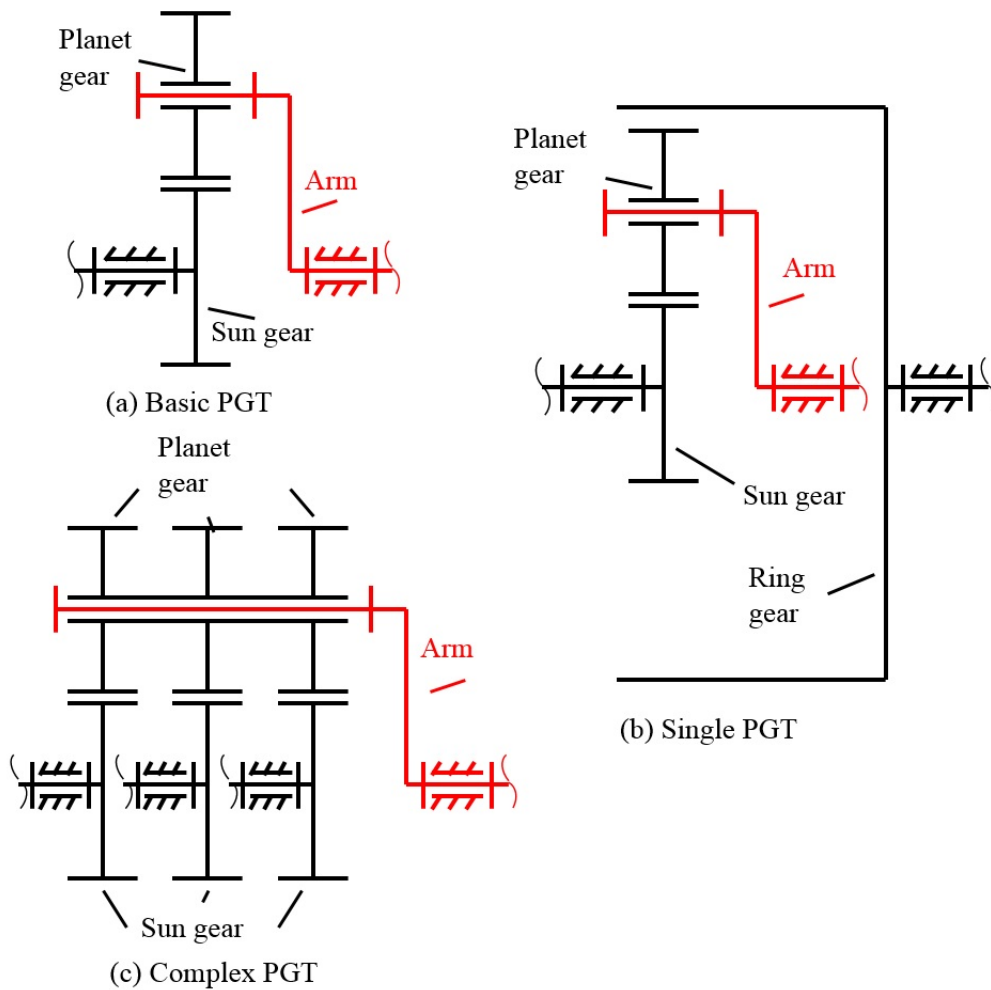 Planet
gear
Arm
Sun gear
(a) Basic PGT
Planet
gear
Arm
Sun gear
Ring
gear
(b) Single PGT
Planet
gear
Arm
Sun gear
(c) Complex PGT